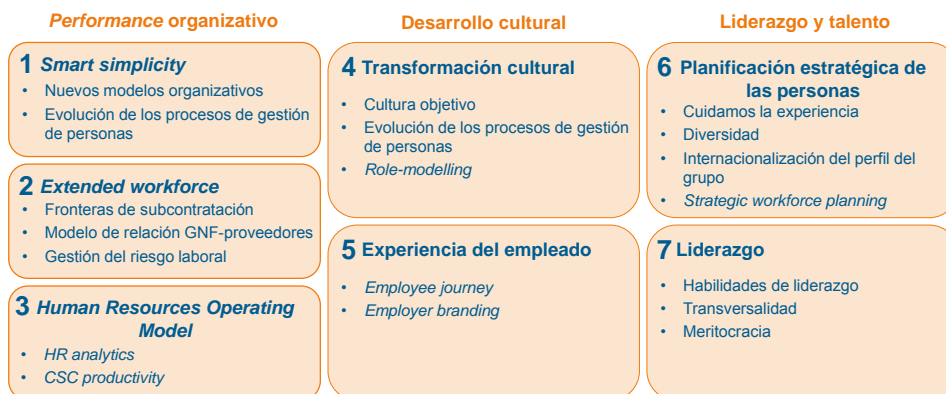 Performance organizativo
1 Smart simplicity
• Nuevos modelos organizativos
• Evolución de los procesos de gestión
de personas
2 Extended workforce
• Fronteras de subcontratación
• Modelo de relación GNF-proveedores
• Gestión del riesgo laboral
3 Human Resources Operating
Model
• HR analytics
• CSC productivity
Desarrollo cultural
4 Transformación cultural
• Cultura objetivo
• Evolución de los procesos de gestión
de personas
• Role-modelling
5 Experiencia del empleado
• Employee journey
• Employer branding
Liderazgo y talento
6 Planificación estratégica de
las personas
• Cuidamos la experiencia
• Diversidad
• Internacionalización del perfil del
grupo
• Strategic workforce planning
7 Liderazgo
• Habilidades de liderazgo
• Transversalidad
• Meritocracia